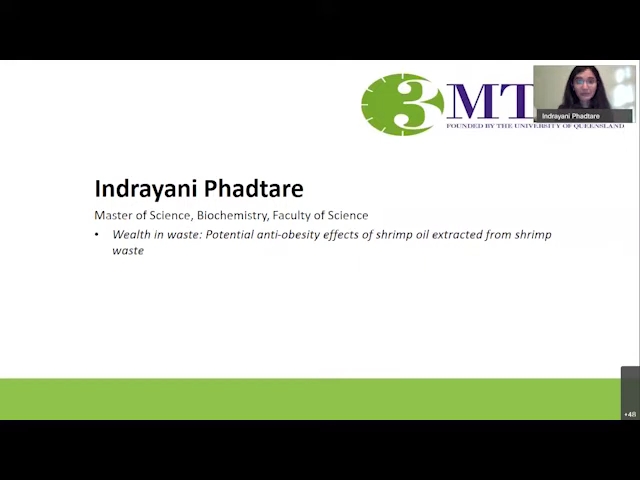 3MT
FOUNDED BY THE UNIVERSITY OF QUEENSLAND
Indrayani Phadtare
Indrayani Phadtare
Master of Science, Biochemistry, Faculty of Science
• Wealth in waste: Potential anti-obesity effects of shrimp oil extracted from shrimp
waste
+48